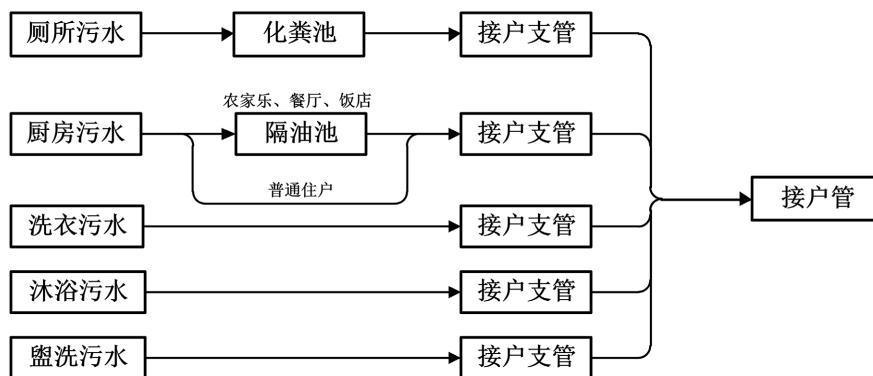 厕所污水
化粪池
接户支管
农家乐、餐厅、饭店
厨房污水
隔油池
接户支管
普通住户
接户管
洗衣污水
接户支管
沐浴污水
接户支管
盥洗污水
接户支管